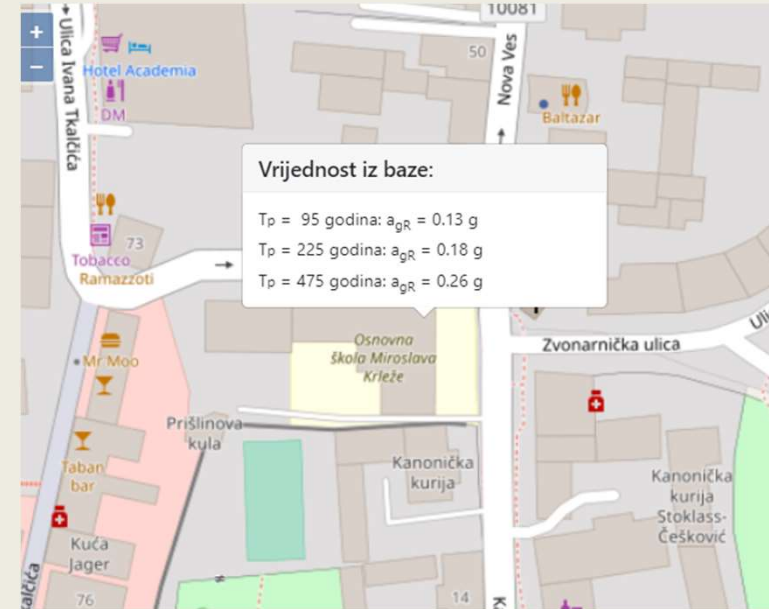 10081
+
–
Ulica Ivana Tkalčića
Hotel Academia
DM
50
Nova Ves
Baltazar
Vrijednost iz baze:
Tp = 95 godina: agR = 0.13 g
Tp = 225 godina: agR = 0.18 g
Tp = 475 godina: agR = 0.26 g
73
Tobacco
Ramazzoti
Osnovna
škola Miroslava
Krleže
Zvonarnička ulica
Mr Moo
Prišlinova
kula
Kanonička
kurija
Taban
bar
Kanonička
kurija
Stoklass-
Češković
Kuća
Jager
76
14